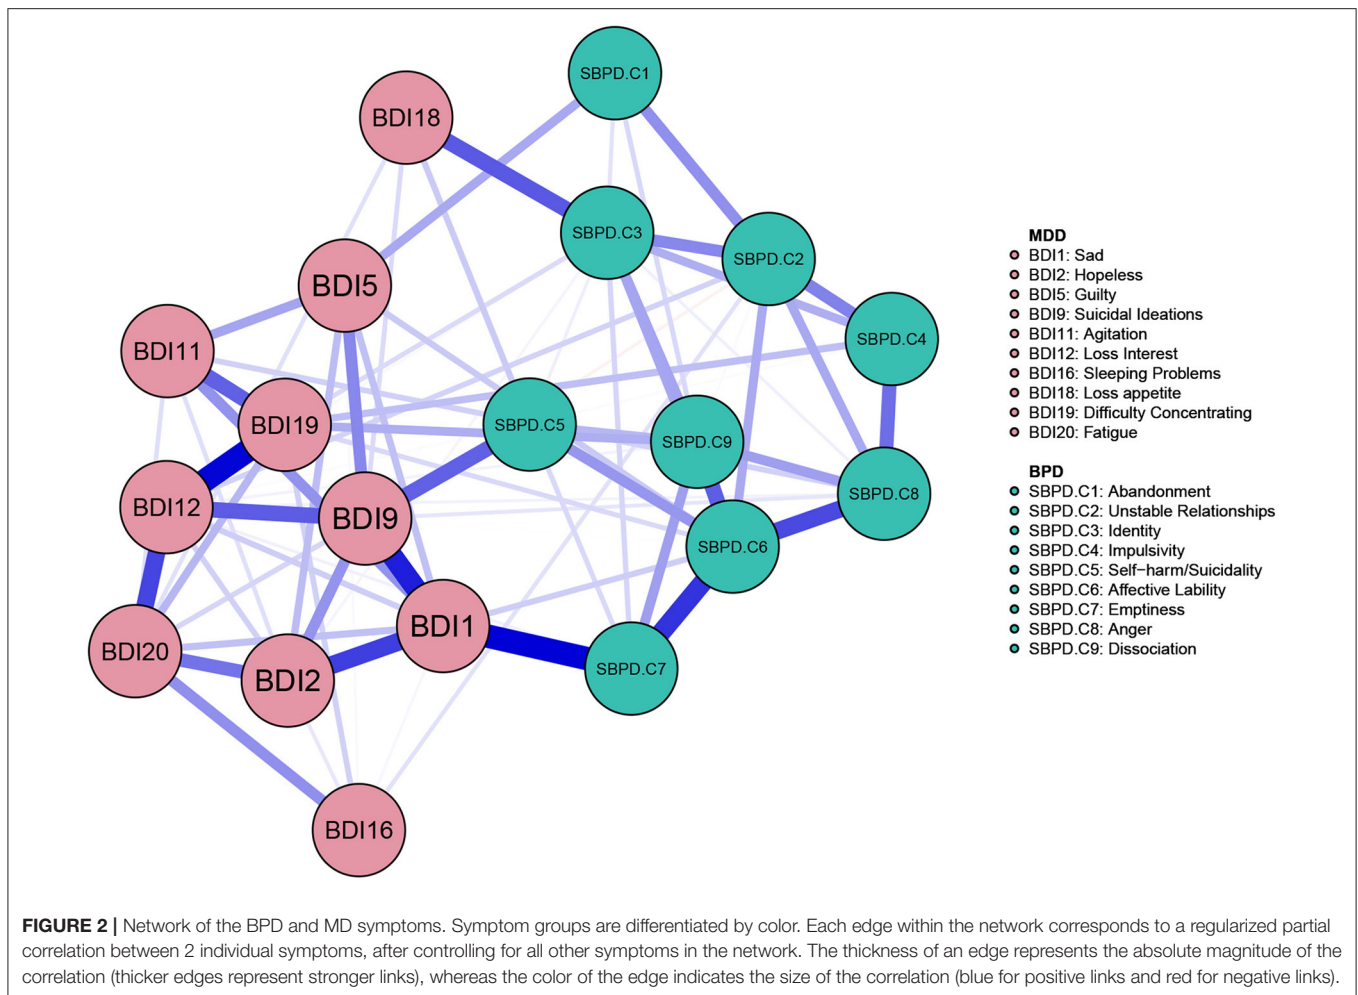 SBPD.C1
BDI18
SBPD.C3
SBPD.C2
BDI5
SBPD.C4
BDI11
BDI19
SBPD.C5
SBPD.C9
BDI12
BDI9
SBPD.C8
SBPD.C6
BDI1
BDI20
BDI2
SBPD.C7
BDI16
MDD
BDI1: Sad
BDI2: Hopeless
BDI5: Guilty
BDI9: Suicidal Ideations
BDI11: Agitation
BDI12: Loss Interest
BDI16: Sleeping Problems
BDI18: Loss appetite
BDI19: Difficulty Concentrating
BDI20: Fatigue
BPD
SBPD.C1: Abandonment
SBPD.C2: Unstable Relationships
SBPD.C3: Identity
SBPD.C4: Impulsivity
SBPD.C5: Self−harm/Suicidality
SBPD.C6: Affective Lability
SBPD.C7: Emptiness
SBPD.C8: Anger
SBPD.C9: Dissociation
FIGURE 2 | Network of the BPD and MD symptoms. Symptom groups are differentiated by color. Each edge within the network corresponds to a regularized partial
correlation between 2 individual symptoms, after controlling for all other symptoms in the network. The thickness of an edge represents the absolute magnitude of the
correlation (thicker edges represent stronger links), whereas the color of the edge indicates the size of the correlation (blue for positive links and red for negative links).